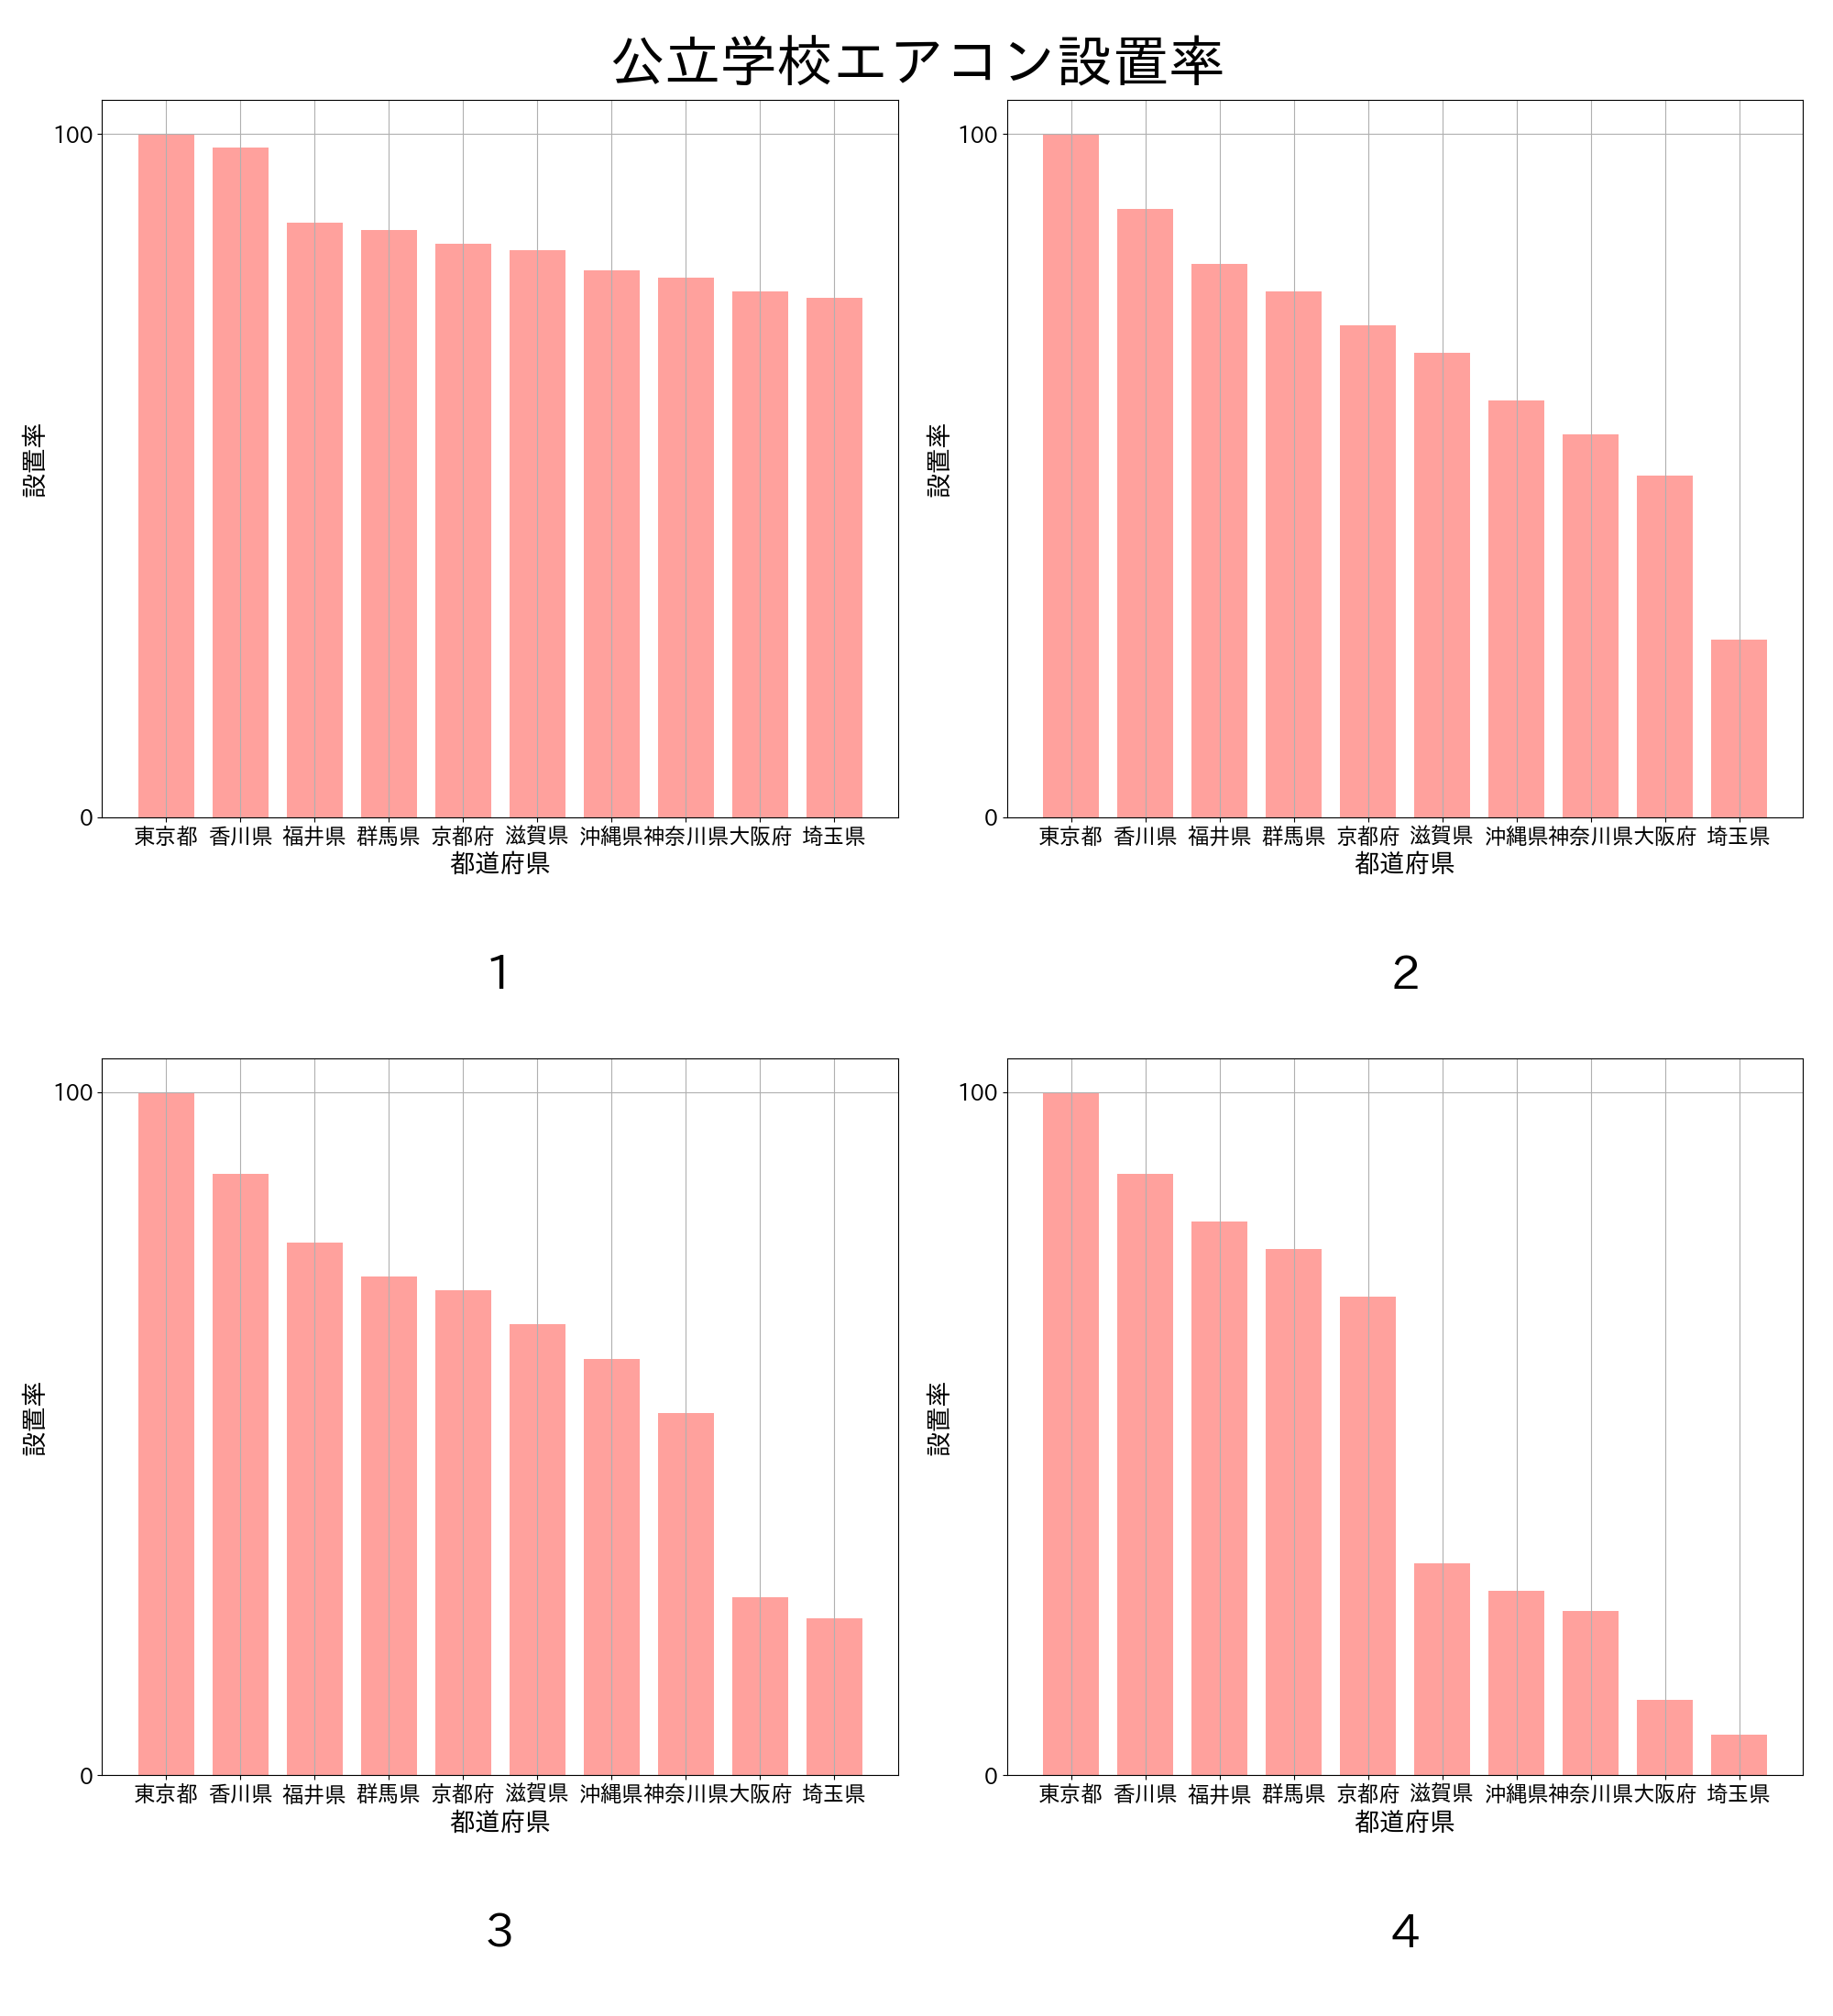 公立学校エアコン設置率
100
設置率
0
東京都 香川県 福井県 群馬県 京都府 滋賀県 沖縄県 神奈川県 大阪府 埼玉県
都道府県
1
100
設置率
0
東京都 香川県 福井県 群馬県 京都府 滋賀県 沖縄県 神奈川県 大阪府 埼玉県
都道府県
2
100
設置率
0
東京都 香川県 福井県 群馬県 京都府 滋賀県 沖縄県 神奈川県 大阪府 埼玉県
都道府県
3
100
設置率
0
東京都 香川県 福井県 群馬県 京都府 滋賀県 沖縄県 神奈川県 大阪府 埼玉県
都道府県
4